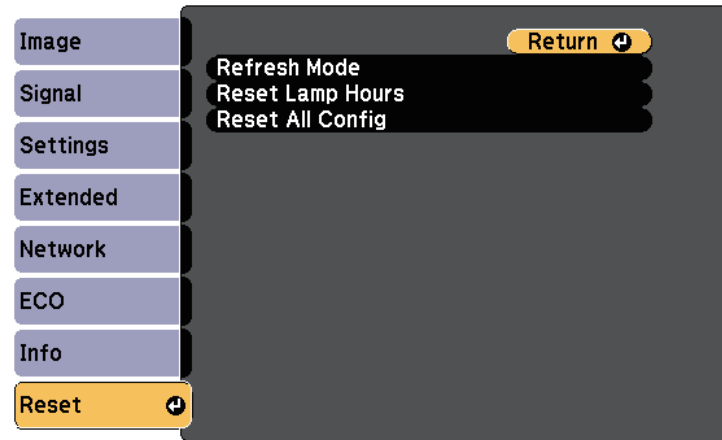 Image
Signal
Settings
Extended
Network
ECO
Info
Reset
Return
Refresh Mode
Reset Lamp Hours
Reset All Config